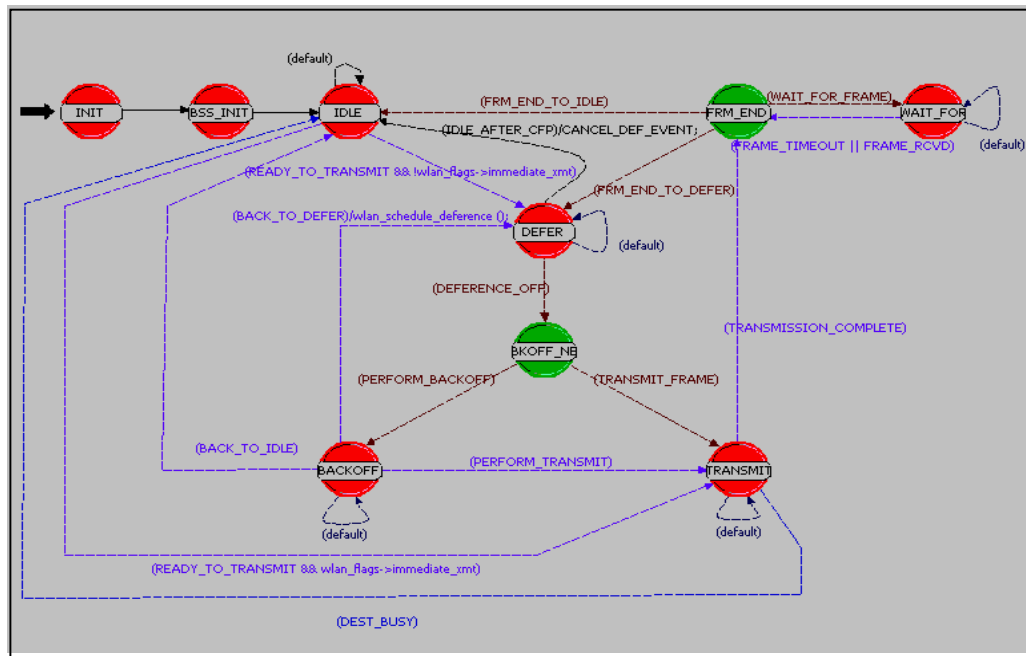 (default)
INIT
BSS_INIT
IDLE
(FRM_END_TO_IDLE)
FRM_END
(WAIT_FOR_FRAME)
WAIT_FOR
(IDLE_AFTER_CFP)/CANCEL_DEF_EVENT;
(FRAME_TIMEOUT || FRAME_RCVD)
(default)
(READY_TO_TRANSMIT && !wlan_flags->immediate_xmt)
(FRM_END_TO_DEFER)
(BACK_TO_DEFER)/wlan_schedule_deference ();
DEFER
(default)
(DEFERENCE_OFF)
(TRANSMISSION_COMPLETE)
BKOFF_NE
(PERFORM_BACKOFF)
(TRANSMIT_FRAME)
(BACK_TO_IDLE)
BACKOFF
(PERFORM_TRANSMIT)
TRANSMIT
(default)
(default)
(READY_TO_TRANSMIT && wlan_flags->immediate_xmt)
(DEST_BUSY)